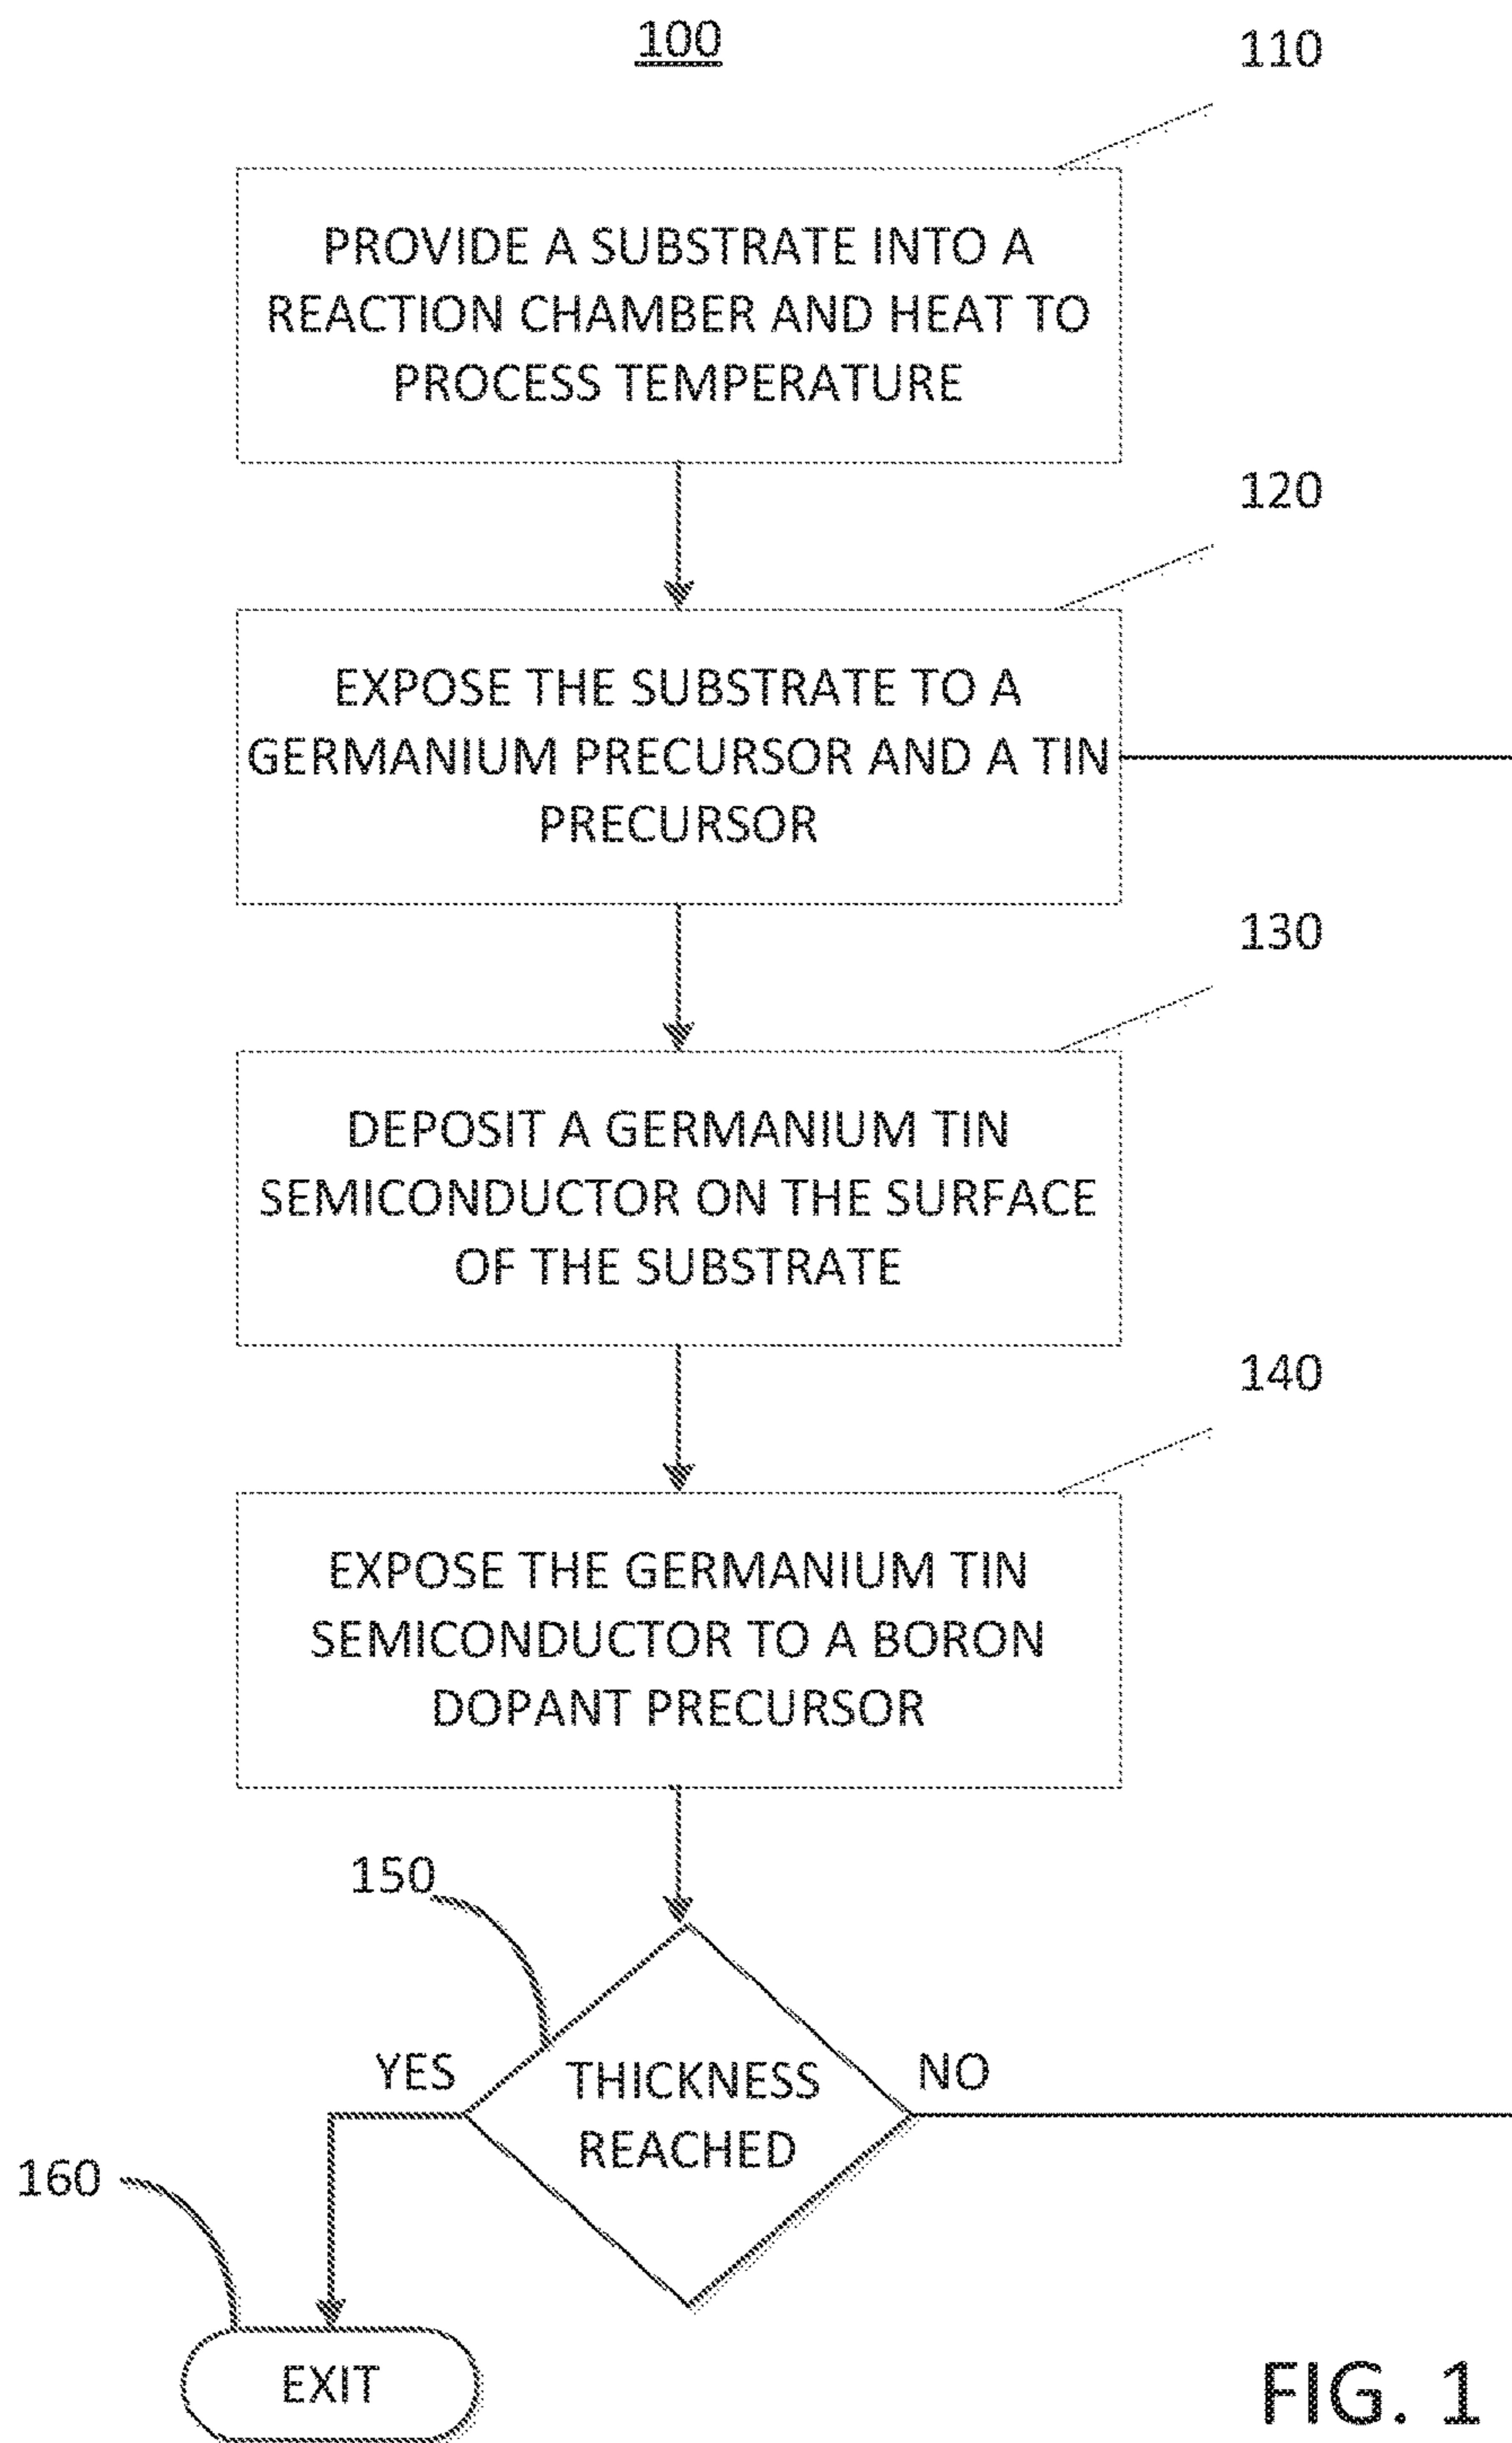 100
110
PROVIDE A SUBSTRATE INTO A
REACTION CHAMBER AND HEAT TO
PROCESS TEMPERATURE
120
EXPOSE THE SUBSTRATE TO A
GERMANIUM PRECURSOR AND A TIN
PRECURSOR
130
DEPOSIT A GERMANIUM TIN
SEMICONDUCTOR ON THE SURFACE
OF THE SUBSTRATE
140
EXPOSE THE GERMANIUM TIN
SEMICONDUCTOR TO A BORON
DOPANT PRECURSOR
150
YES
THICKNESS
REACHED
NO
160
EXIT
FIG. 1